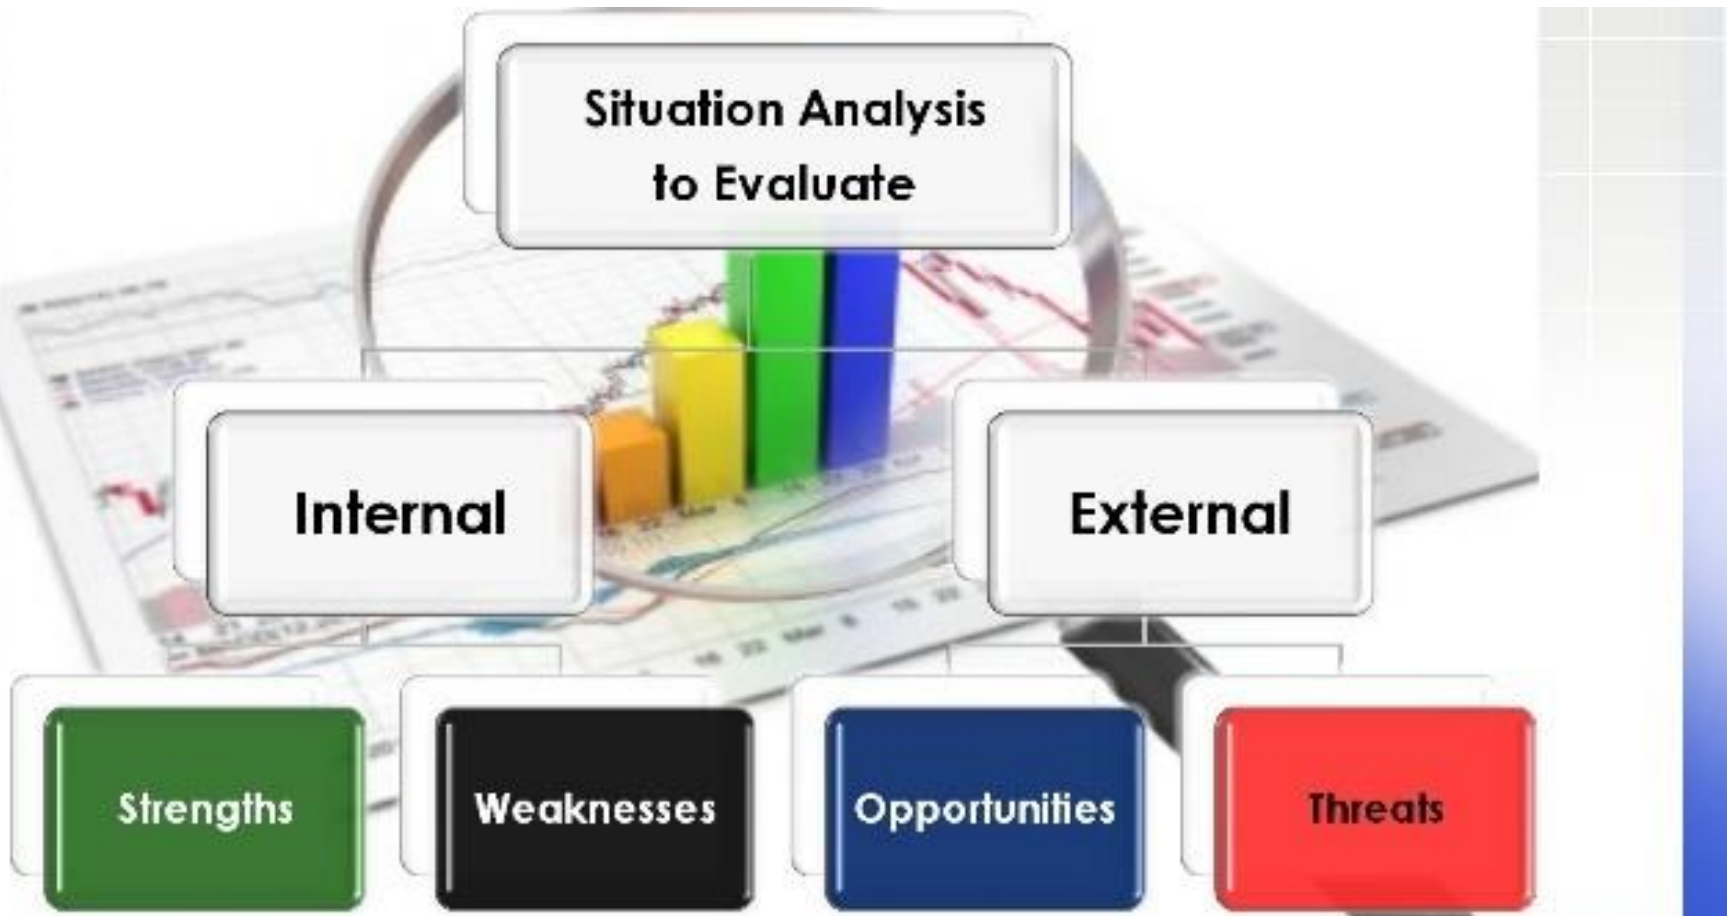 Situation Analysis
to Evaluate
Internal
External
Strengths
Weaknesses
Opportunities
Threats